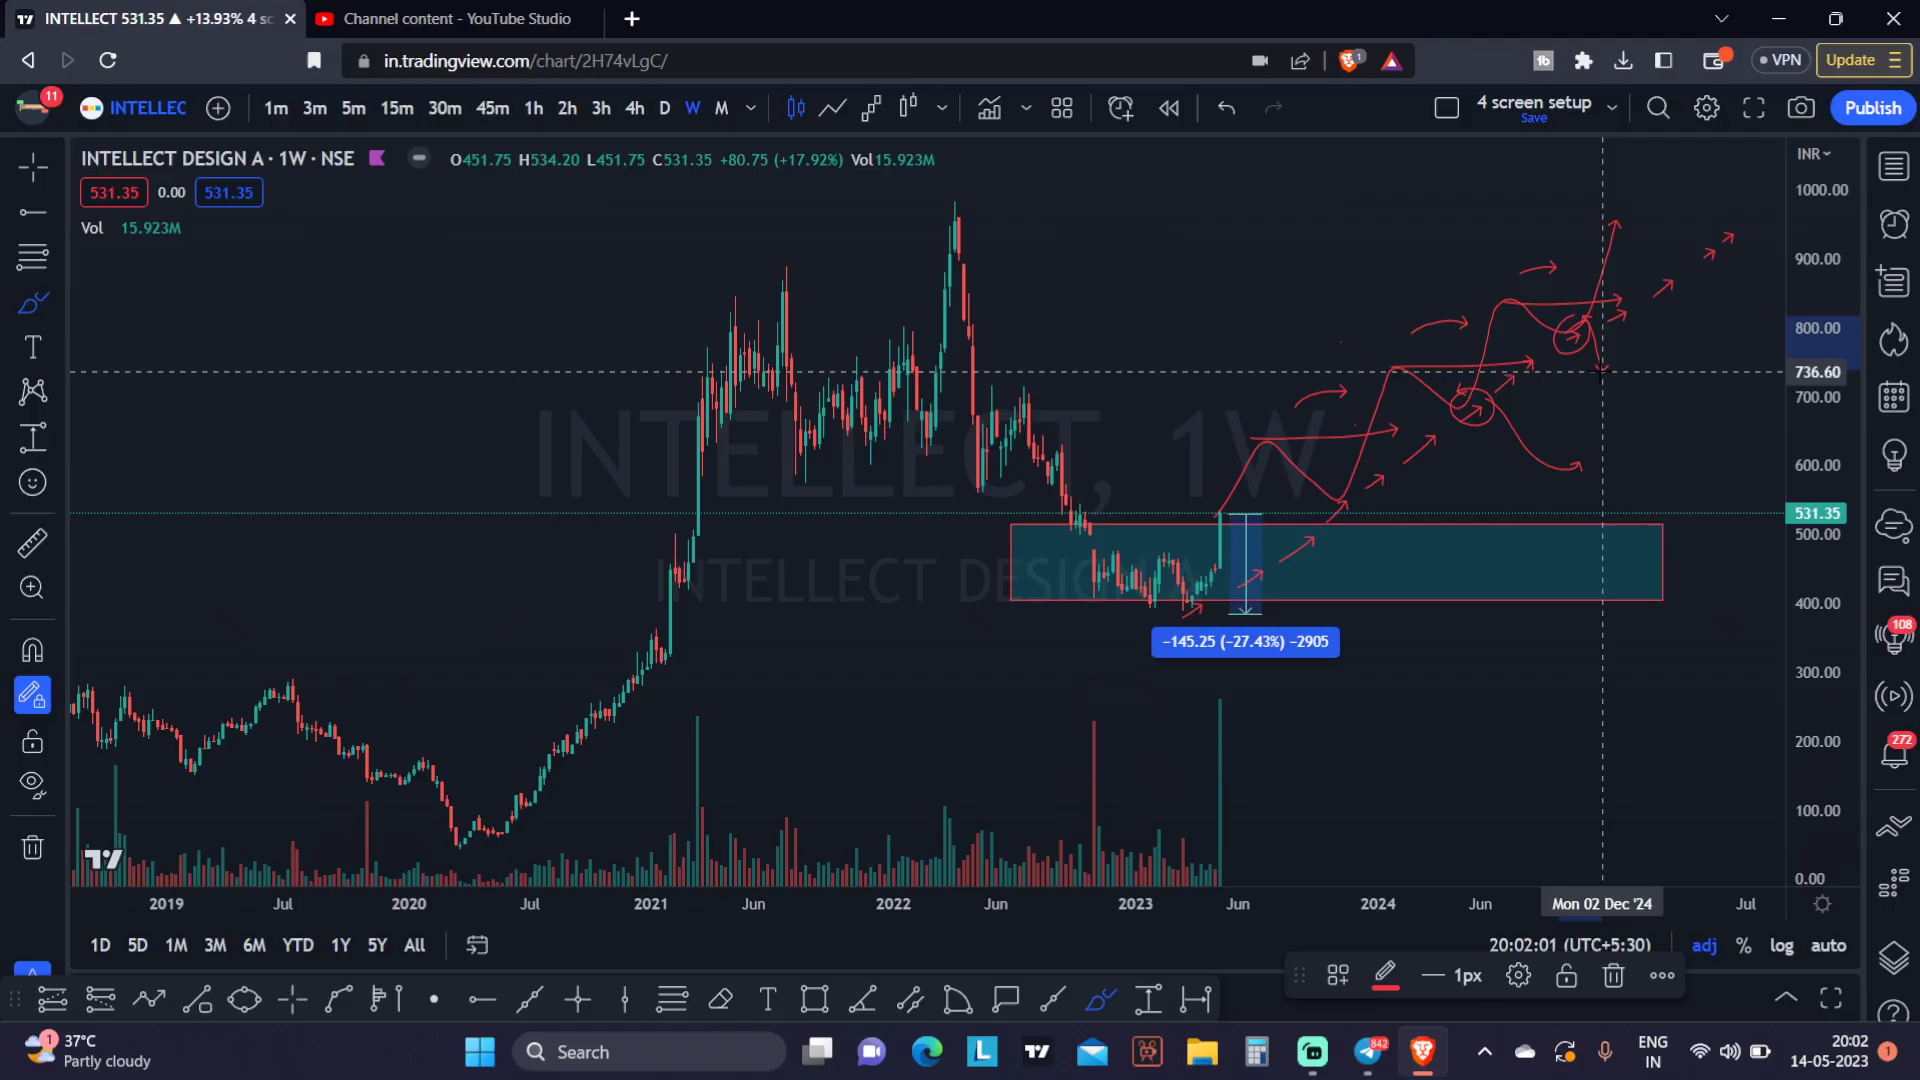 INTELLECT 531.35 ▲ +13.93% 4 sc
Channel content - YouTube Studio
in.tradingview.com/chart/2H74vLgC/
1
VPN
Update
11
INTELLEC
1m 3m 5m 15m 30m 45m 1h 2h 3h 4h D W M
4 screen setup
Save
Publish
INTELLECT DESIGN A · 1W · NSE
O451.75 H534.20 L451.75 C531.35 +80.75 (+17.92%) Vol15.923M
INR
531.35 0.00 531.35
Vol 15.923M
1000.00
900.00
800.00
736.60
700.00
600.00
531.35
500.00
400.00
300.00
200.00
100.00
0.00
INTELLECT, 1W
INTELLECT DESIGN A
−145.25 (−27.43%) −2905
108
272
2019 Jul 2020 Jul 2021 Jun 2022 Jun 2023 Jun 2024 Jun Mon 02 Dec '24 Jul
1D 5D 1M 3M 6M YTD 1Y 5Y All
20:02:01 (UTC+5:30)
adj % log auto
1px
1
37°C
Partly cloudy
Search
842
ENG
IN
20:02
14-05-2023
1